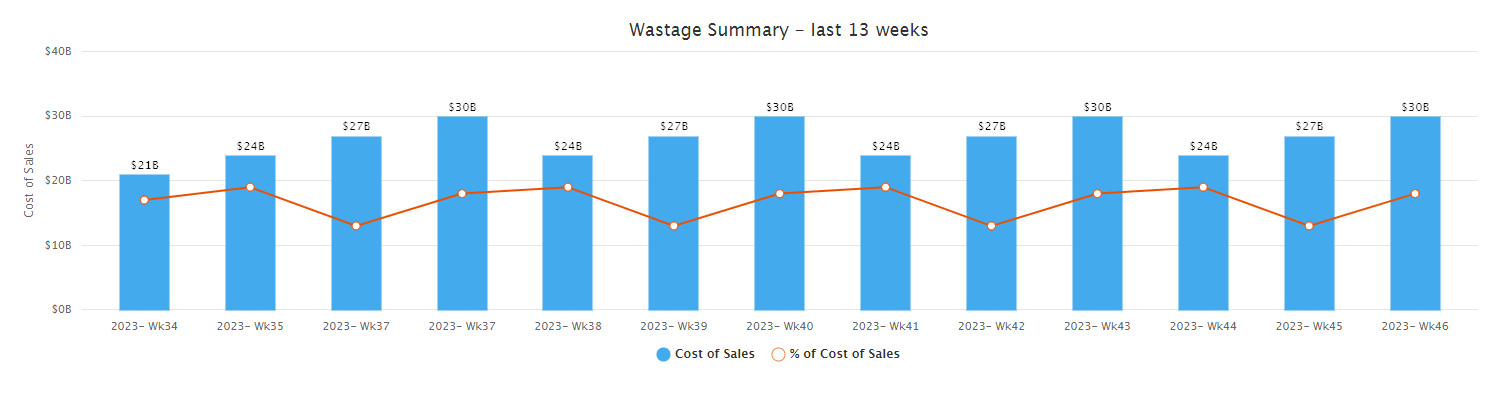 Wastage Summary – last 13 weeks
$40B
$30B
$20B
$10B
$0B
Cost of Sales
$21B
$24B
$27B
$30B
$24B
$27B
$30B
$24B
$27B
$30B
$24B
$27B
$30B
2023- Wk34
2023- Wk35
2023- Wk37
2023- Wk37
2023- Wk38
2023- Wk39
2023- Wk40
2023- Wk41
2023- Wk42
2023- Wk43
2023- Wk44
2023- Wk45
2023- Wk46
Cost of Sales
% of Cost of Sales